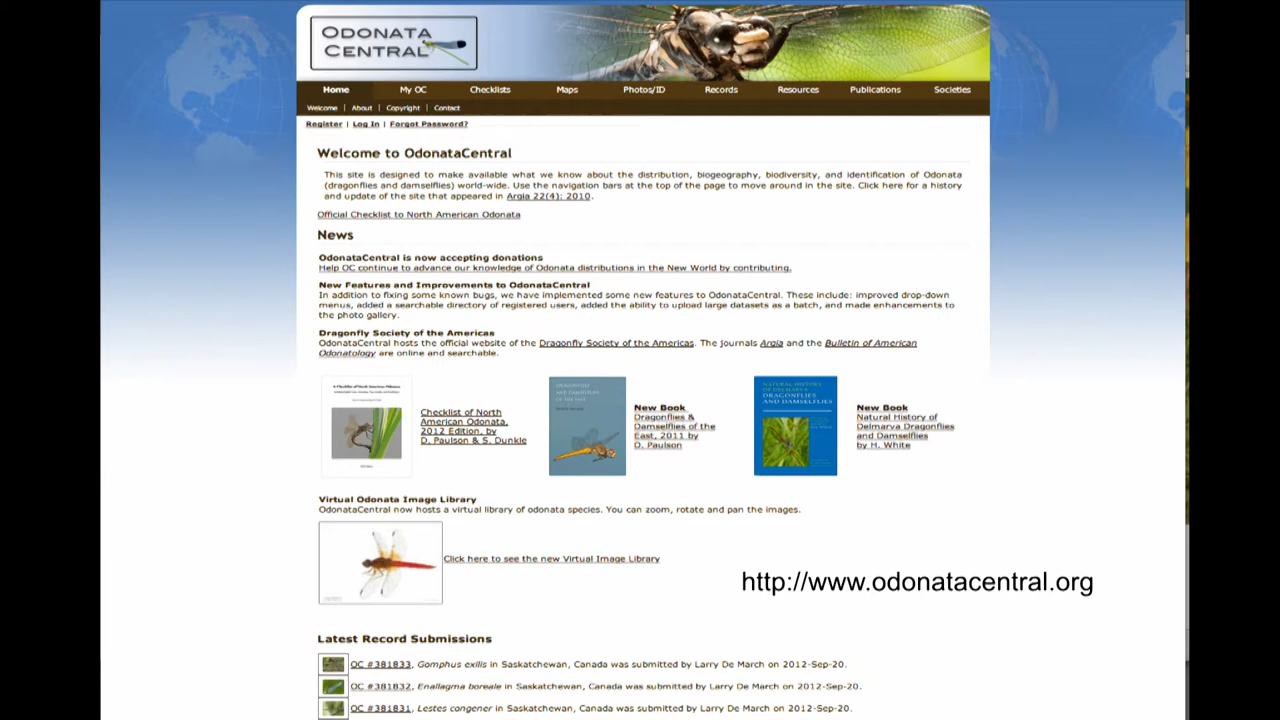 ODONATA
CENTRAL
Home My OC Checklists Maps Photos/ID Records Resources Publications Societies
Welcome | About | Copyright | Contact
Register | Log In | Forgot Password?
Welcome to OdonataCentral
This site is designed to make available what we know about the distribution, biogeography, biodiversity, and identification of Odonata
(dragonflies and damselflies) world-wide. Use the navigation bars at the top of the page to move around in the site. Click here for a history
and update of the site that appeared in Argia 22(4): 2010.
Official Checklist to North American Odonata
News
OdonataCentral is now accepting donations
Help OC continue to advance our knowledge of Odonata distributions in the New World by contributing.
New Features and Improvements to OdonataCentral
In addition to fixing some known bugs, we have implemented some new features to OdonataCentral. These include: improved drop-down
menus, added a searchable directory of registered users, added the ability to upload large datasets as a batch, and made enhancements to
the photo gallery.
Dragonfly Society of the Americas
OdonataCentral hosts the official website of the Dragonfly Society of the Americas. The journals Argia and the Bulletin of American
Odonatology are online and searchable.
Checklist of North
American Odonata,
2012 Edition, by
D. Paulson & S. Dunkle
DRAGONFLIES
AND DAMSELFLIES
OF THE EAST
New Book
Dragonflies &
Damselflies of the
East, 2011 by
D. Paulson
NATURAL HISTORY
OF DELMARVA
DRAGONFLIES
AND DAMSELFLIES
New Book
Natural History of
Delmarva Dragonflies
and Damselflies
by H. White
Virtual Odonata Image Library
OdonataCentral now hosts a virtual library of odonata species. You can zoom, rotate and pan the images.
Click here to see the new Virtual Image Library
http://www.odonatacentral.org
Latest Record Submissions
OC #381833, Gomphus exilis in Saskatchewan, Canada was submitted by Larry De March on 2012-Sep-20.
OC #381832, Enallagma boreale in Saskatchewan, Canada was submitted by Larry De March on 2012-Sep-20.
OC #381831, Lestes congener in Saskatchewan, Canada was submitted by Larry De March on 2012-Sep-20.